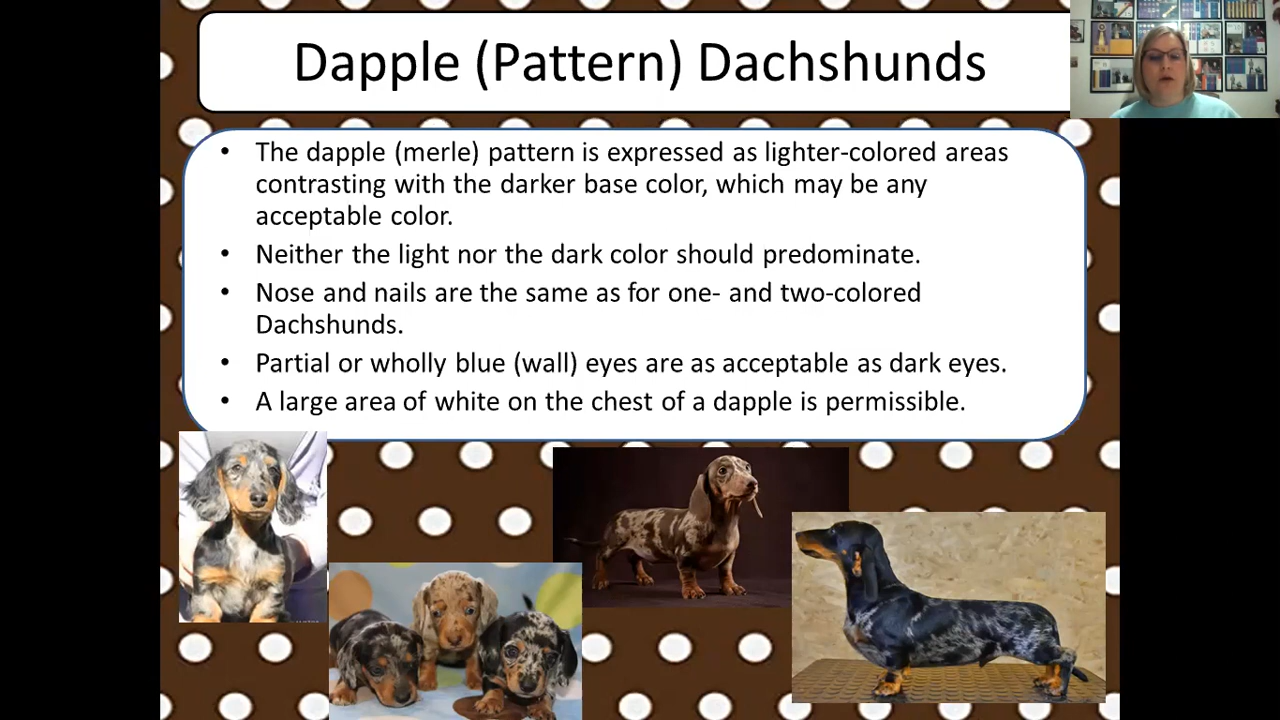 Dapple (Pattern) Dachshunds
• The dapple (merle) pattern is expressed as lighter-colored areas
contrasting with the darker base color, which may be any
acceptable color.
• Neither the light nor the dark color should predominate.
• Nose and nails are the same as for one- and two-colored
Dachshunds.
• Partial or wholly blue (wall) eyes are as acceptable as dark eyes.
• A large area of white on the chest of a dapple is permissible.